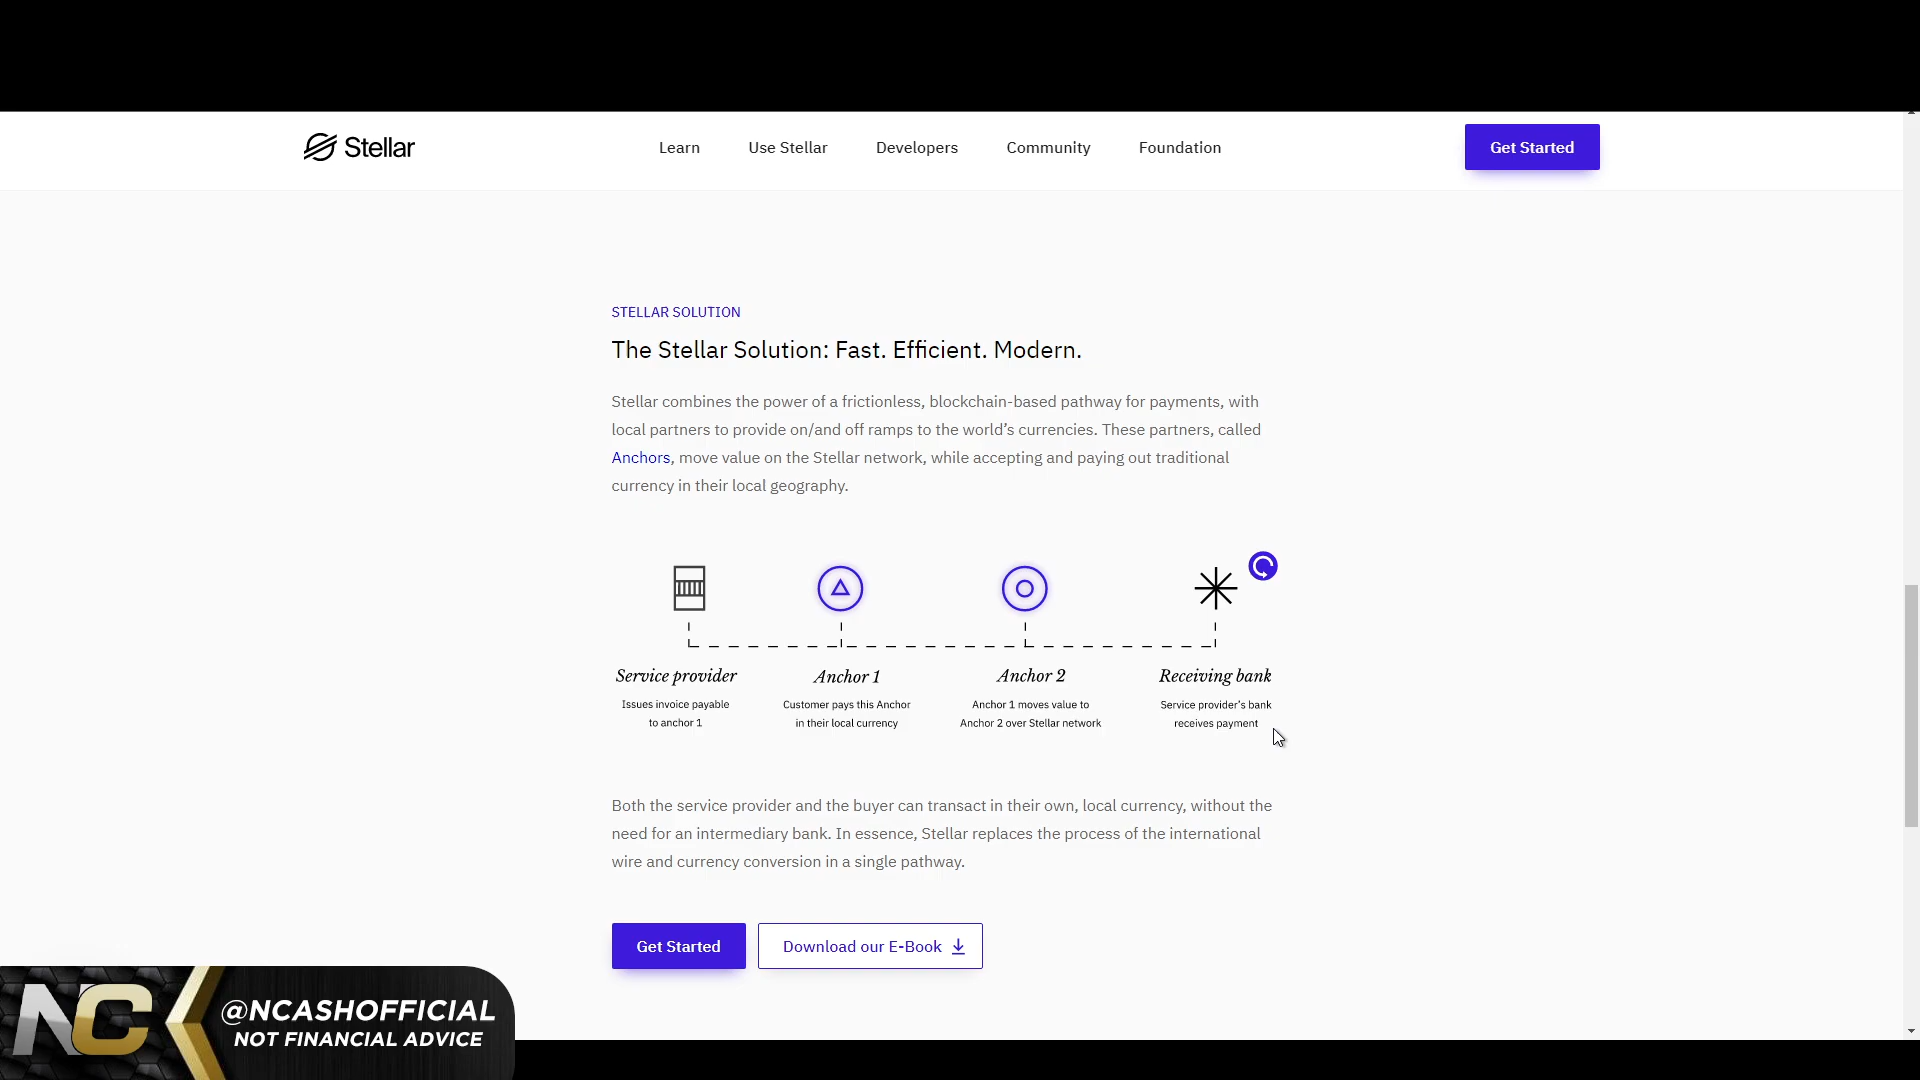 Stellar
Learn
Use Stellar
Developers
Community
Foundation
Get Started
STELLAR SOLUTION
The Stellar Solution: Fast. Efficient. Modern.
Stellar combines the power of a frictionless, blockchain-based pathway for payments, with
local partners to provide on/and off ramps to the world’s currencies. These partners, called
Anchors, move value on the Stellar network, while accepting and paying out traditional
currency in their local geography.
Service provider
Issues invoice payable
to anchor 1
Anchor 1
Customer pays this Anchor
in their local currency
Anchor 2
Anchor 1 moves value to
Anchor 2 over Stellar network
Receiving bank
Service provider’s bank
receives payment
Both the service provider and the buyer can transact in their own, local currency, without the
need for an intermediary bank. In essence, Stellar replaces the process of the international
wire and currency conversion in a single pathway.
Get Started
Download our E-Book
NC
@NCASHOFFICIAL
NOT FINANCIAL ADVICE